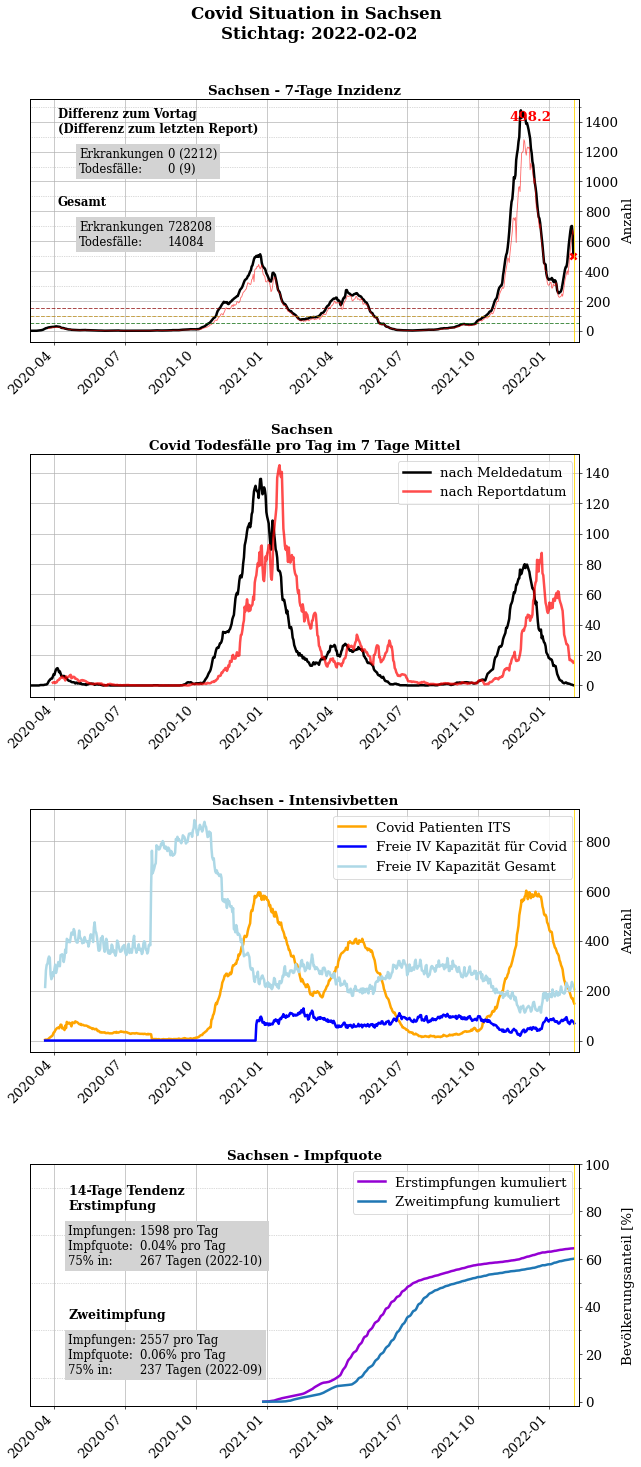 Covid Situation in Sachsen
Stichtag: 2022-02-02
Sachsen - 7-Tage Inzidenz
Differenz zum Vortag
(Differenz zum letzten Report)
Erkrankungen 0 (2212)
Todesfälle: 0 (9)
Gesamt
Erkrankungen 728208
Todesfälle: 14084
498.2
1400
1200
1000
800
600
400
200
0
Anzahl
2020-04
2020-07
2020-10
2021-01
2021-04
2021-07
2021-10
2022-01
Sachsen
Covid Todesfälle pro Tag im 7 Tage Mittel
nach Meldedatum
nach Reportdatum
140
120
100
80
60
40
20
0
2020-04
2020-07
2020-10
2021-01
2021-04
2021-07
2021-10
2022-01
Sachsen - Intensivbetten
Covid Patienten ITS
Freie IV Kapazität für Covid
Freie IV Kapazität Gesamt
800
600
400
200
0
Anzahl
2020-04
2020-07
2020-10
2021-01
2021-04
2021-07
2021-10
2022-01
Sachsen - Impfquote
14-Tage Tendenz
Erstimpfung
Impfungen: 1598 pro Tag
Impfquote: 0.04% pro Tag
75% in: 267 Tagen (2022-10)
Zweitimpfung
Impfungen: 2557 pro Tag
Impfquote: 0.06% pro Tag
75% in: 237 Tagen (2022-09)
Erstimpfungen kumuliert
Zweitimpfung kumuliert
100
80
60
40
20
0
Bevölkerungsanteil [%]
2020-04
2020-07
2020-10
2021-01
2021-04
2021-07
2021-10
2022-01